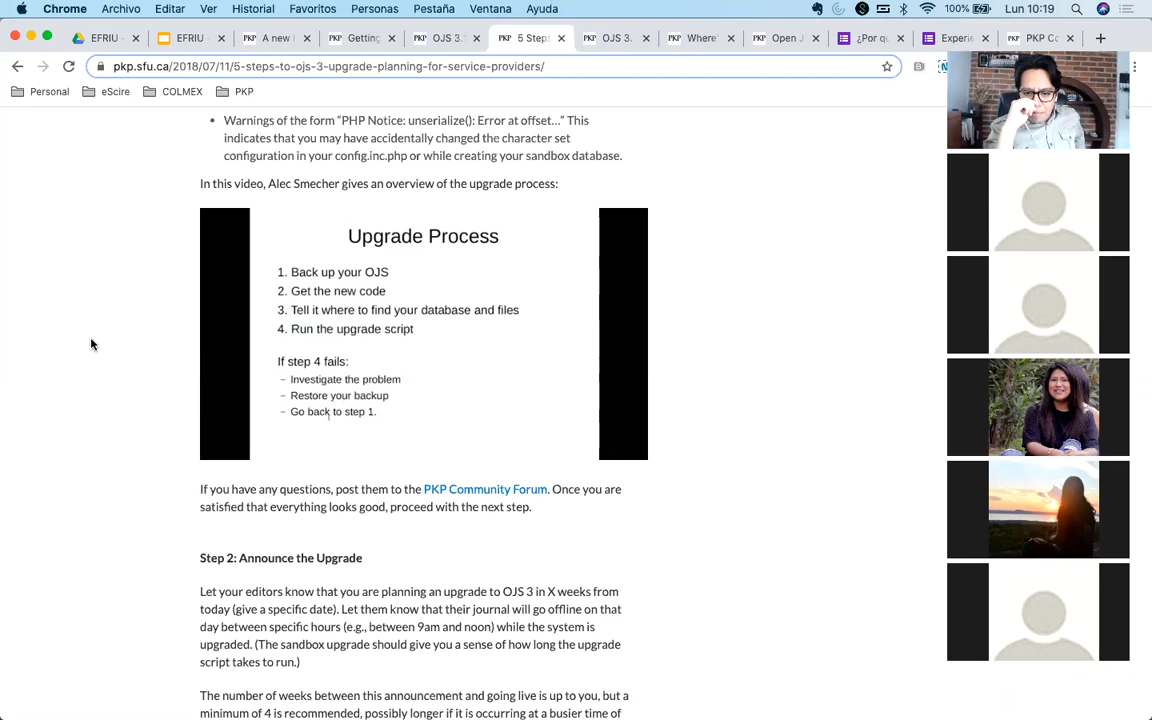 Chrome Archivo Editar Ver Historial Favoritos Personas Pestaña Ventana Ayuda 100% Lun 10:19
EFRIU - EFRIU - PKP A new PKP Getting PKP OJS 3. PKP 5 Steps PKP OJS 3. PKP Where PKP Open J ¿Por q Experie PKP PKP Co
pkp.sfu.ca/2018/07/11/5-steps-to-ojs-3-upgrade-planning-for-service-providers/
Personal eScire COLMEX PKP
• Warnings of the form “PHP Notice: unserialize(): Error at offset…” This
indicates that you may have accidentally changed the character set
configuration in your config.inc.php or while creating your sandbox database.
In this video, Alec Smecher gives an overview of the upgrade process:
Upgrade Process
1. Back up your OJS
2. Get the new code
3. Tell it where to find your database and files
4. Run the upgrade script
If step 4 fails:
– Investigate the problem
– Restore your backup
– Go back to step 1.
If you have any questions, post them to the PKP Community Forum. Once you are
satisfied that everything looks good, proceed with the next step.
Step 2: Announce the Upgrade
Let your editors know that you are planning an upgrade to OJS 3 in X weeks from
today (give a specific date). Let them know that their journal will go offline on that
day between specific hours (e.g., between 9am and noon) while the system is
upgraded. (The sandbox upgrade should give you a sense of how long the upgrade
script takes to run.)
The number of weeks between this announcement and going live is up to you, but a
minimum of 4 is recommended, possibly longer if it is occurring at a busier time of